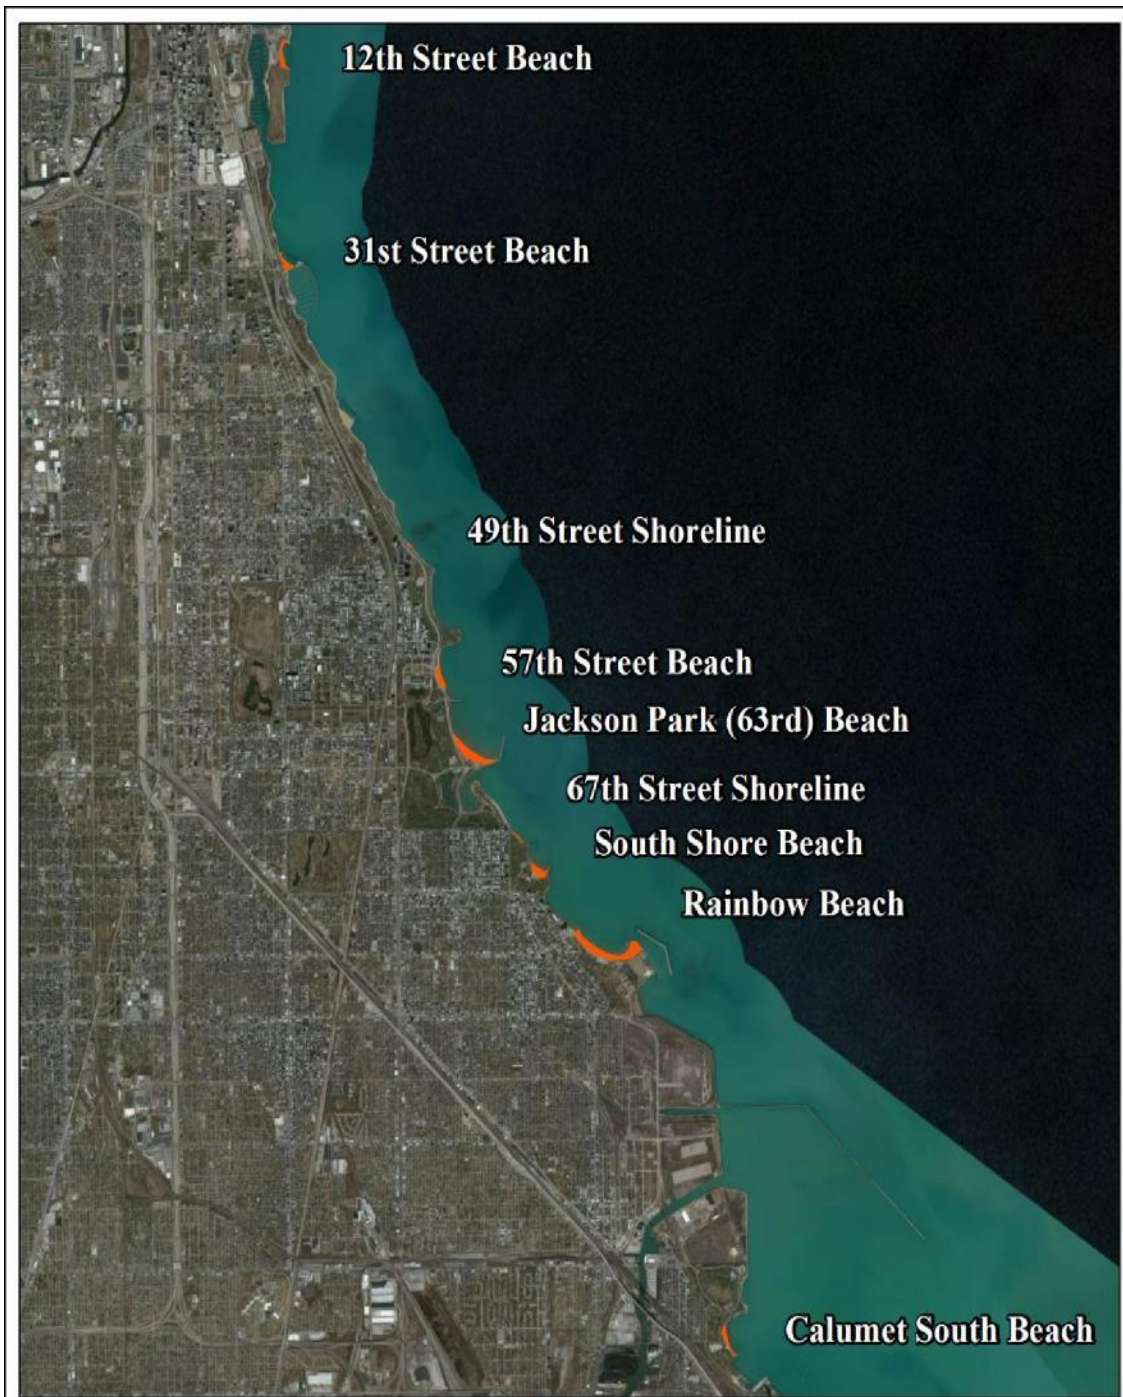 12th Street Beach
31st Street Beach
49th Street Shoreline
57th Street Beach
Jackson Park (63rd) Beach
67th Street Shoreline
South Shore Beach
Rainbow Beach
Calumet South Beach